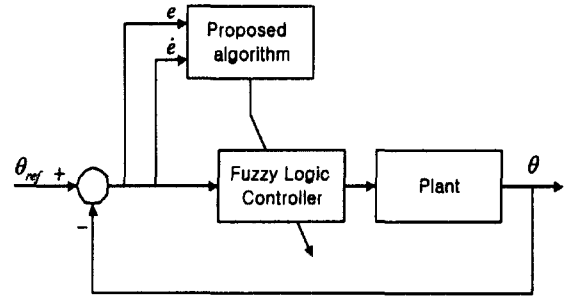 e
Proposed
algorithm
ė
θref +
Fuzzy Logic
Controller
Plant
θ
−